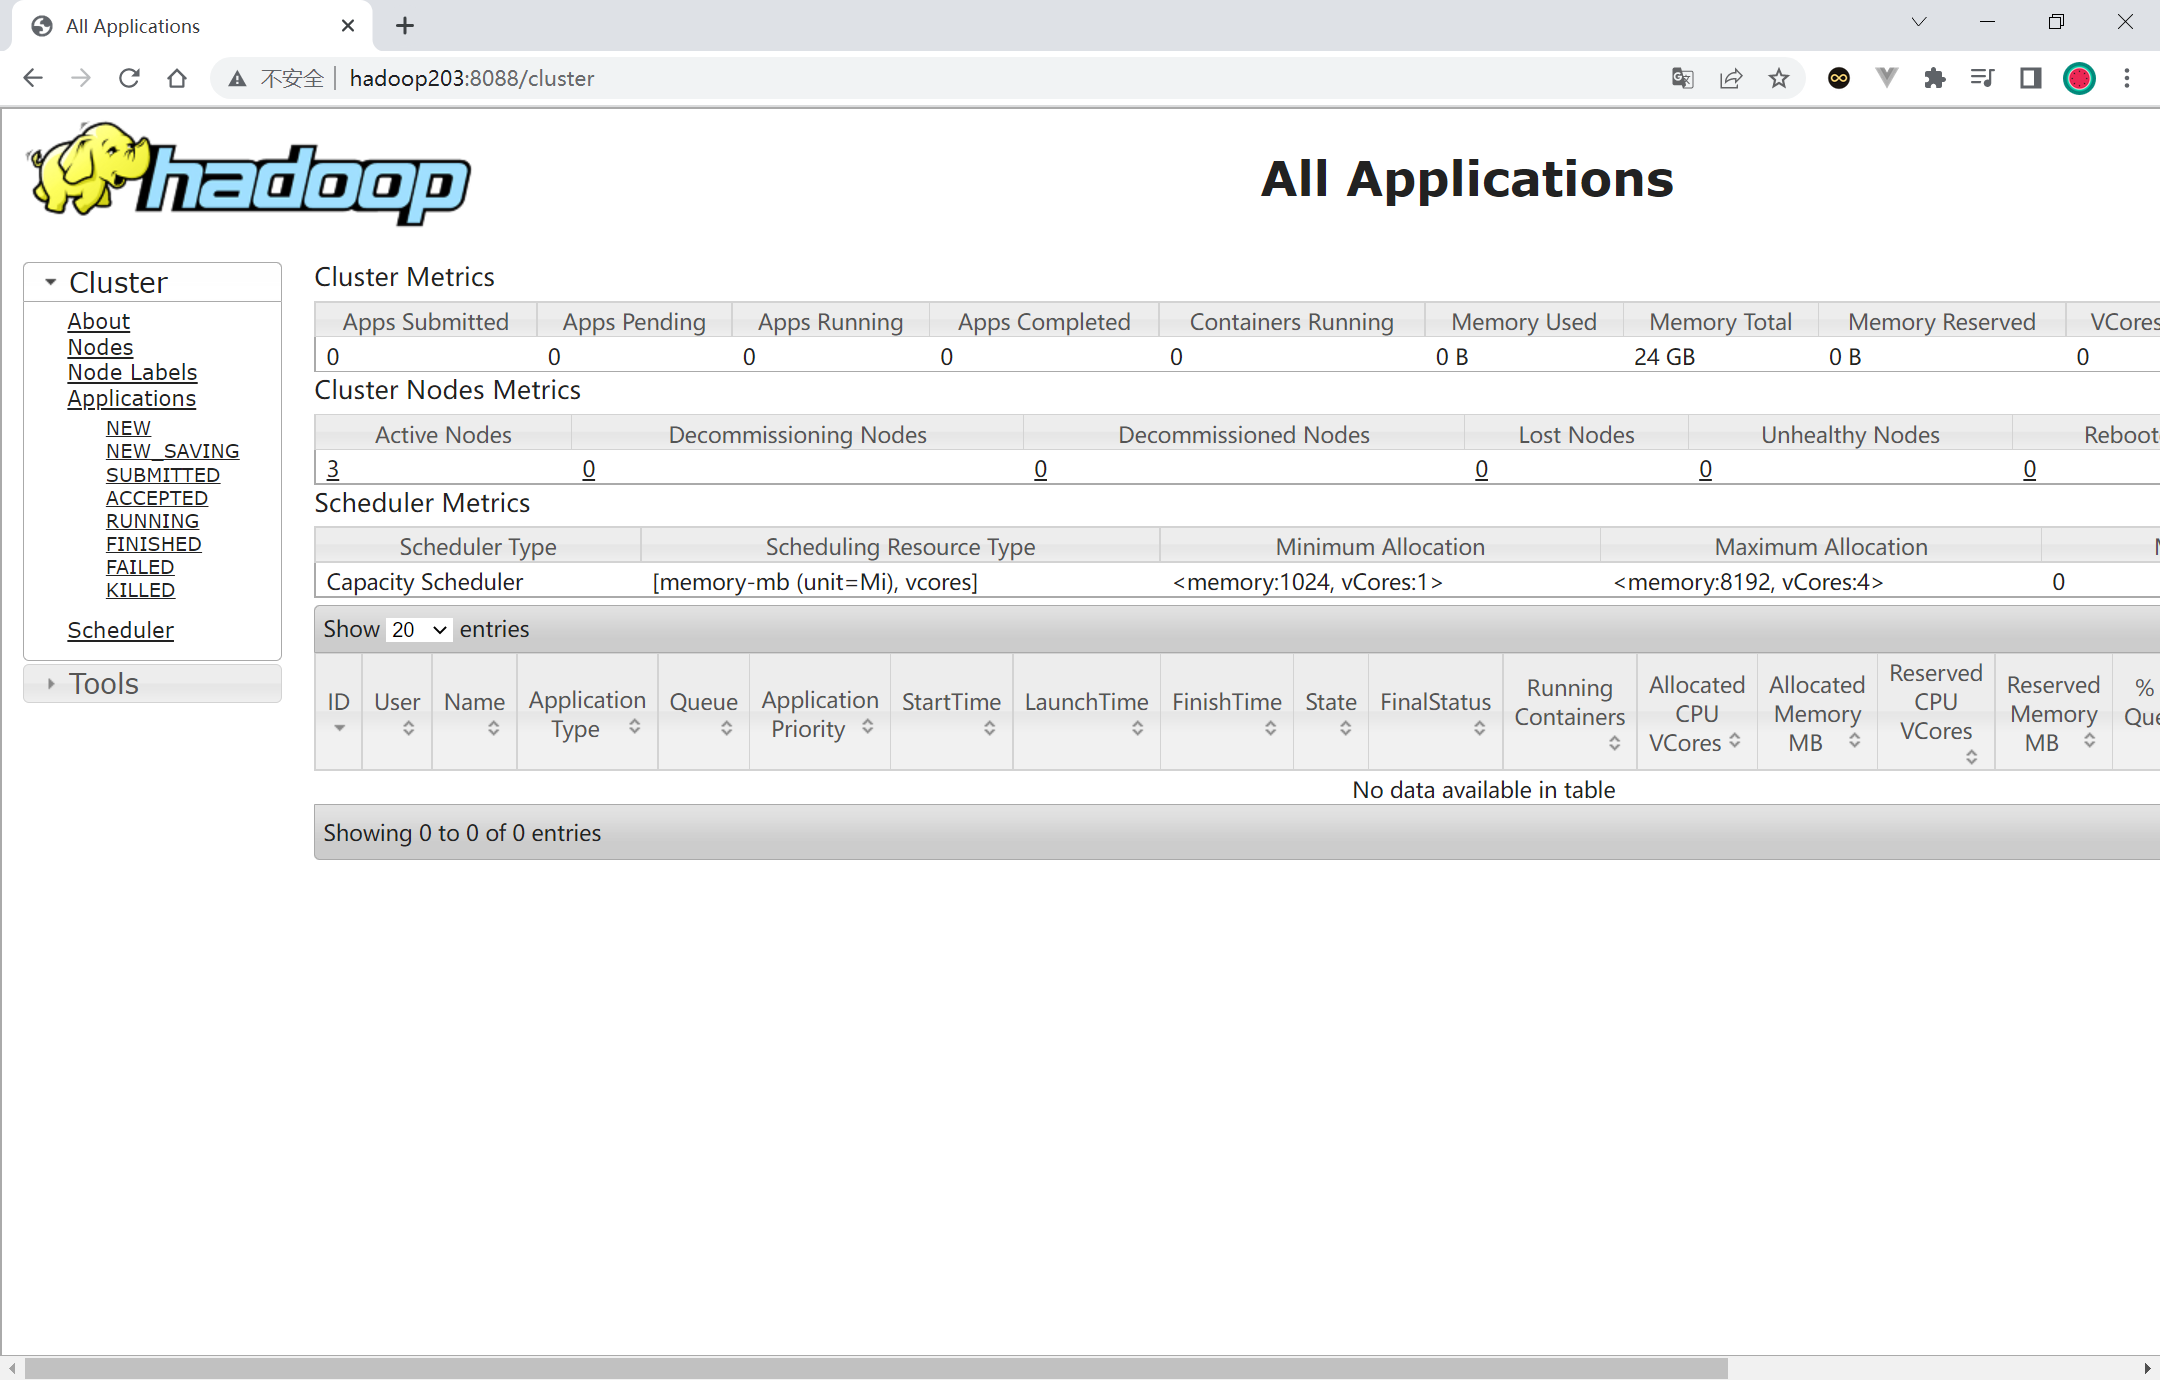 All Applications
不安全 hadoop203:8088/cluster
hadoop
All Applications
Cluster
About
Nodes
Node Labels
Applications
NEW
NEW_SAVING
SUBMITTED
ACCEPTED
RUNNING
FINISHED
FAILED
KILLED
Scheduler
Tools
Cluster Metrics
Apps Submitted Apps Pending Apps Running Apps Completed Containers Running Memory Used Memory Total Memory Reserved VCores
0 0 0 0 0 0 B 24 GB 0 B 0
Cluster Nodes Metrics
Active Nodes Decommissioning Nodes Decommissioned Nodes Lost Nodes Unhealthy Nodes Reboot
3 0 0 0 0 0
Scheduler Metrics
Scheduler Type Scheduling Resource Type Minimum Allocation Maximum Allocation
Capacity Scheduler [memory-mb (unit=Mi), vcores] <memory:1024, vCores:1> <memory:8192, vCores:4> 0
Show 20 entries
ID User Name Application Type Queue Application Priority StartTime LaunchTime FinishTime State FinalStatus Running Containers Allocated CPU VCores Allocated Memory MB Reserved CPU VCores Reserved Memory MB %
No data available in table
Showing 0 to 0 of 0 entries